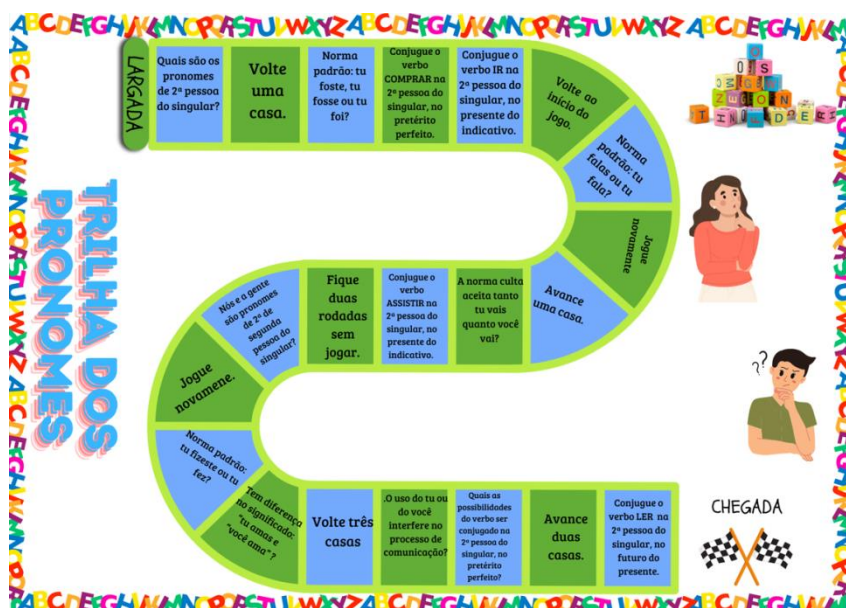 ABCDEFGHIJKLMNOPQRSTUVWXYZ
LARGADA
TRILHA DOS
PRONOMES
Quais são os
pronomes
de 2ª pessoa
do singular?
Volte
uma
casa.
Norma
padrão: tu
foste, tu
fosse ou tu
foi?
Conjugue o
verbo
COMPRAR na
2ª pessoa do
singular, no
pretérito
perfeito.
Conjugue o
verbo IR na
2ª pessoa do
singular, no
presente do
indicativo.
Volte ao
início do
jogo.
Norma
padrão: tu
falas ou tu
fala?
Jogue
novamente
Avance
uma casa.
A norma culta
aceita tanto
tu vais
quanto você
vai?
Conjugue o
verbo
ASSISTIR na
2ª pessoa do
singular, no
presente do
indicativo.
Fique
duas
rodadas
sem
jogar.
Nós e a gente
são pronomes
de 2ª de
segunda
pessoa do
singular?
Jogue
novamene.
Norma padrão:
tu fizeste ou tu
fez?
Tem diferença
no significado:
"tu amas e
"você ama"?
Volte três
casas
.O uso do tu ou
do você
interfere no
processo de
comunicação?
Quais as
possibilidades
do verbo ser
conjugado na
2ª pessoa do
singular, no
pretérito
perfeito?
Avance
duas
casas.
Conjugue o
verbo LER na
2ª pessoa do
singular, no
futuro do
presente.
CHEGADA
??